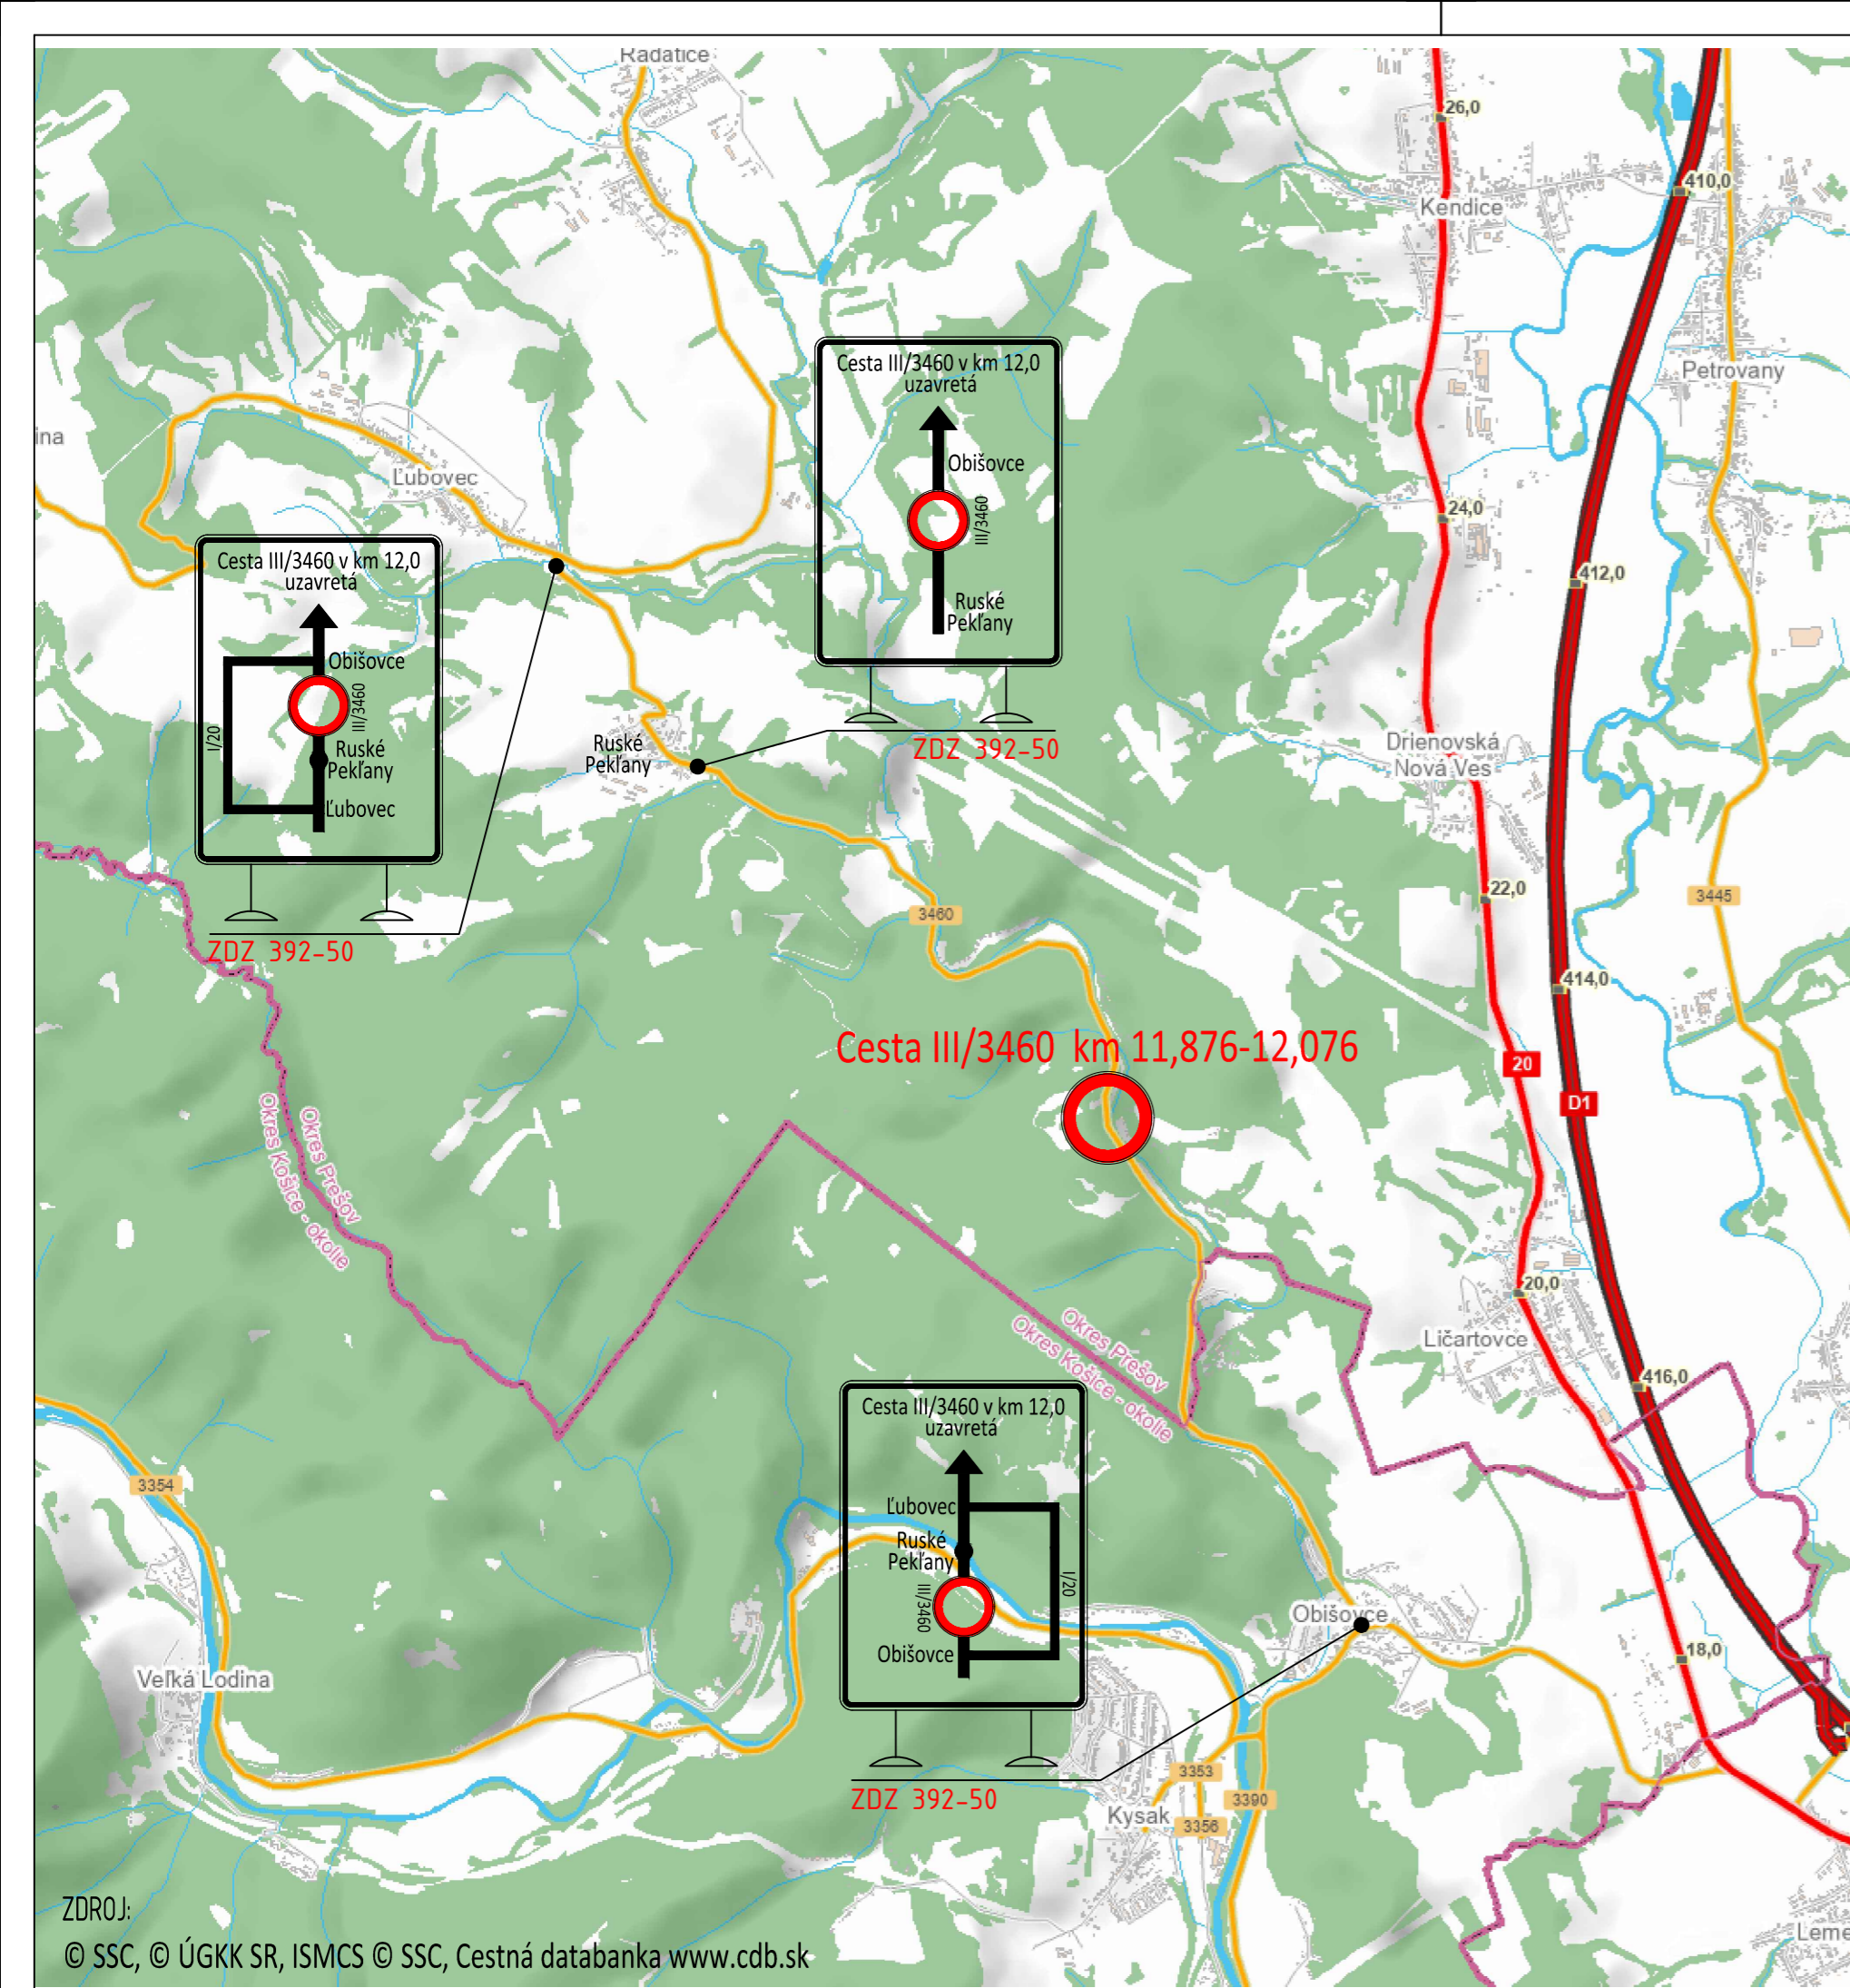 Radatice
26,0
410,0
Kendice
Cesta III/3460 v km 12,0
uzavretá
Obišovce
III/3460
Ruské
Pekľany
ZDZ 392-50
Petrovany
ina
Ľubovec
24,0
412,0
Cesta III/3460 v km 12,0
uzavretá
Obišovce
III/3460
I/20
Ruské
Pekľany
Ľubovec
ZDZ 392-50
Ruské
Pekľany
Drienovská
Nová Ves
22,0
3445
3460
414,0
Cesta III/3460 km 11,876-12,076
20
D1
Okres Prešov
Okres Košice - okolie
20,0
Ličartovce
Okres Prešov
Okres Košice - okolie
416,0
Cesta III/3460 v km 12,0
uzavretá
Ľubovec
Ruské
Pekľany
III/3460
I/20
Obišovce
ZDZ 392-50
3354
Obišovce
18,0
Veľká Lodina
3353
3390
Kysak
3356
Leme
ZDROJ:
© SSC, © ÚGKK SR, ISMCS © SSC, Cestná databanka www.cdb.sk